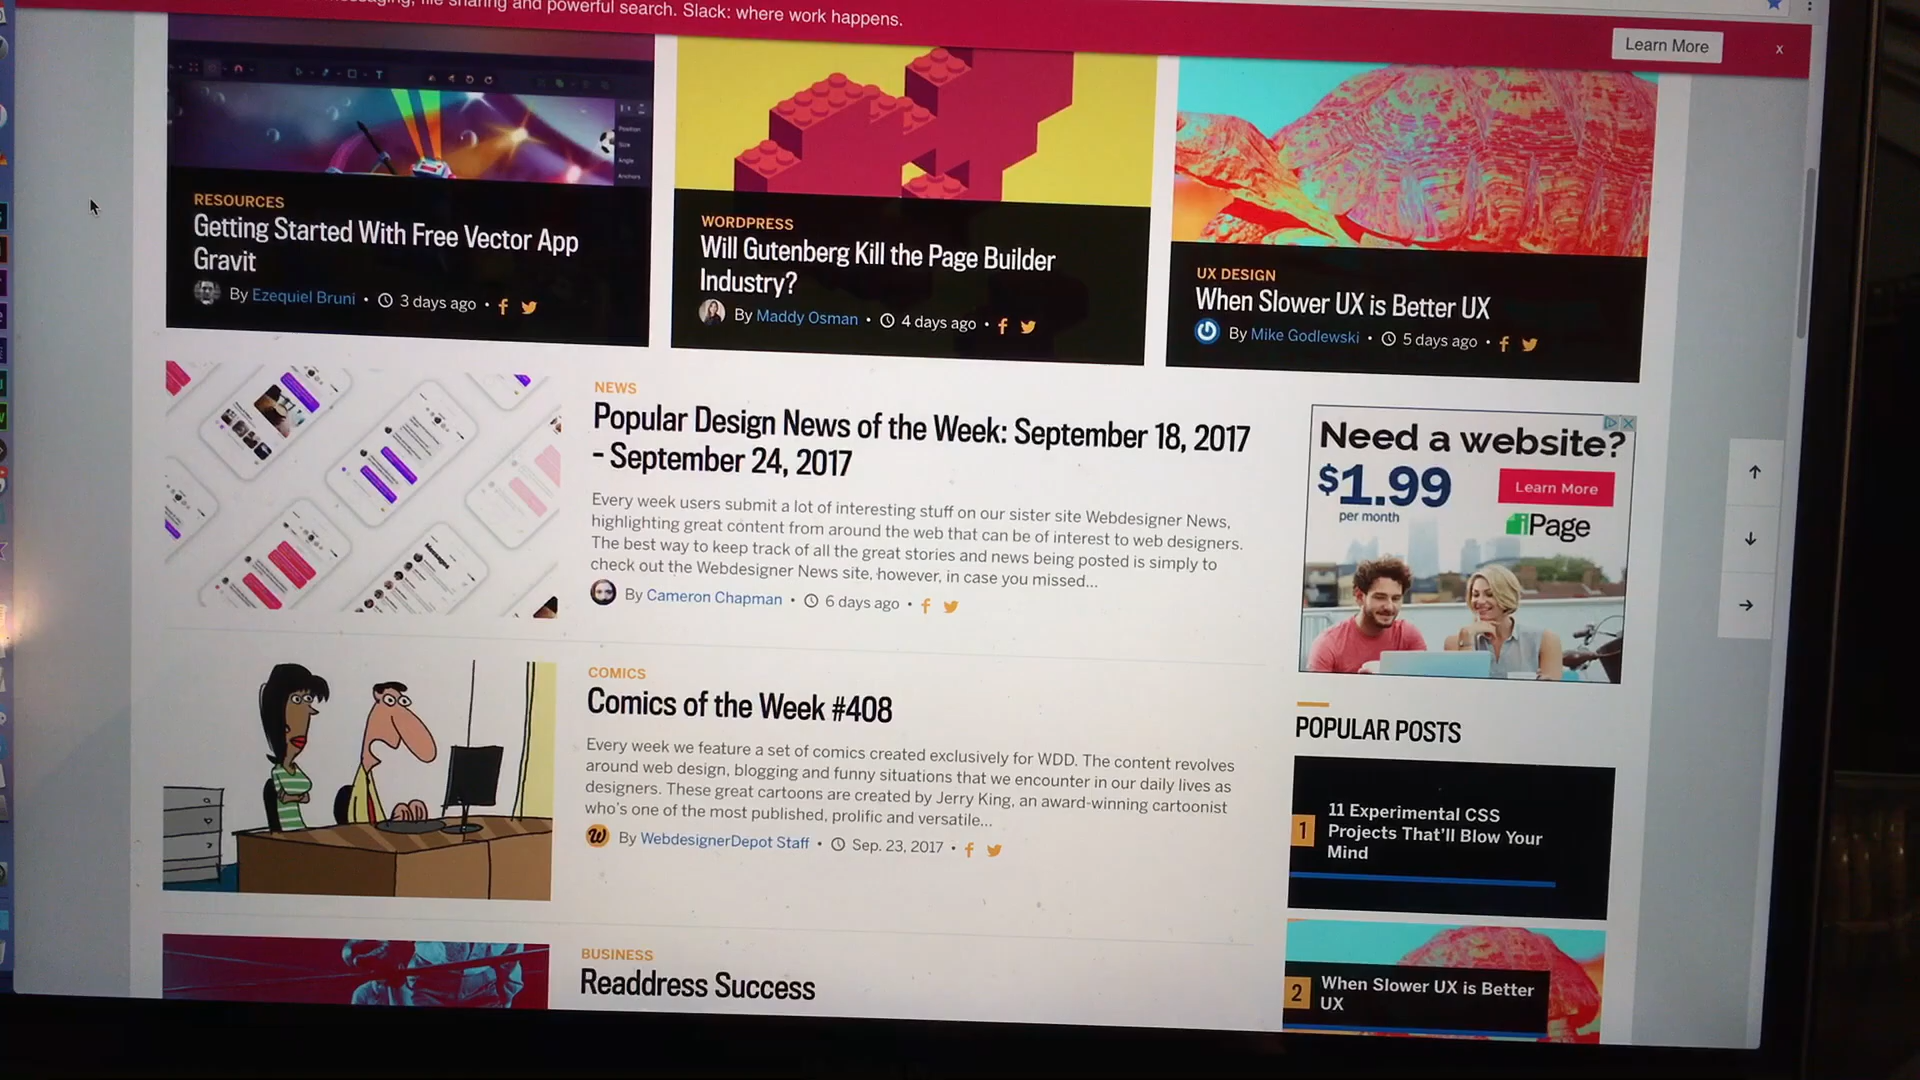 file sharing and powerful search. Slack: where work happens.
Learn More
x
RESOURCES
Getting Started With Free Vector App
Gravit
By Ezequiel Bruni • 3 days ago •
WORDPRESS
Will Gutenberg Kill the Page Builder
Industry?
By Maddy Osman • 4 days ago •
UX DESIGN
When Slower UX is Better UX
By Mike Godlewski • 5 days ago •
NEWS
Popular Design News of the Week: September 18, 2017
- September 24, 2017
Every week users submit a lot of interesting stuff on our sister site Webdesigner News,
highlighting great content from around the web that can be of interest to web designers.
The best way to keep track of all the great stories and news being posted is simply to
check out the Webdesigner News site, however, in case you missed...
By Cameron Chapman • 6 days ago •
Need a website?
$1.99
per month
Learn More
iPage
COMICS
Comics of the Week #408
Every week we feature a set of comics created exclusively for WDD. The content revolves
around web design, blogging and funny situations that we encounter in our daily lives as
designers. These great cartoons are created by Jerry King, an award-winning cartoonist
who's one of the most published, prolific and versatile...
By WebdesignerDepot Staff • Sep. 23, 2017 •
POPULAR POSTS
1
11 Experimental CSS
Projects That'll Blow Your
Mind
2
When Slower UX is Better
UX
BUSINESS
Readdress Success